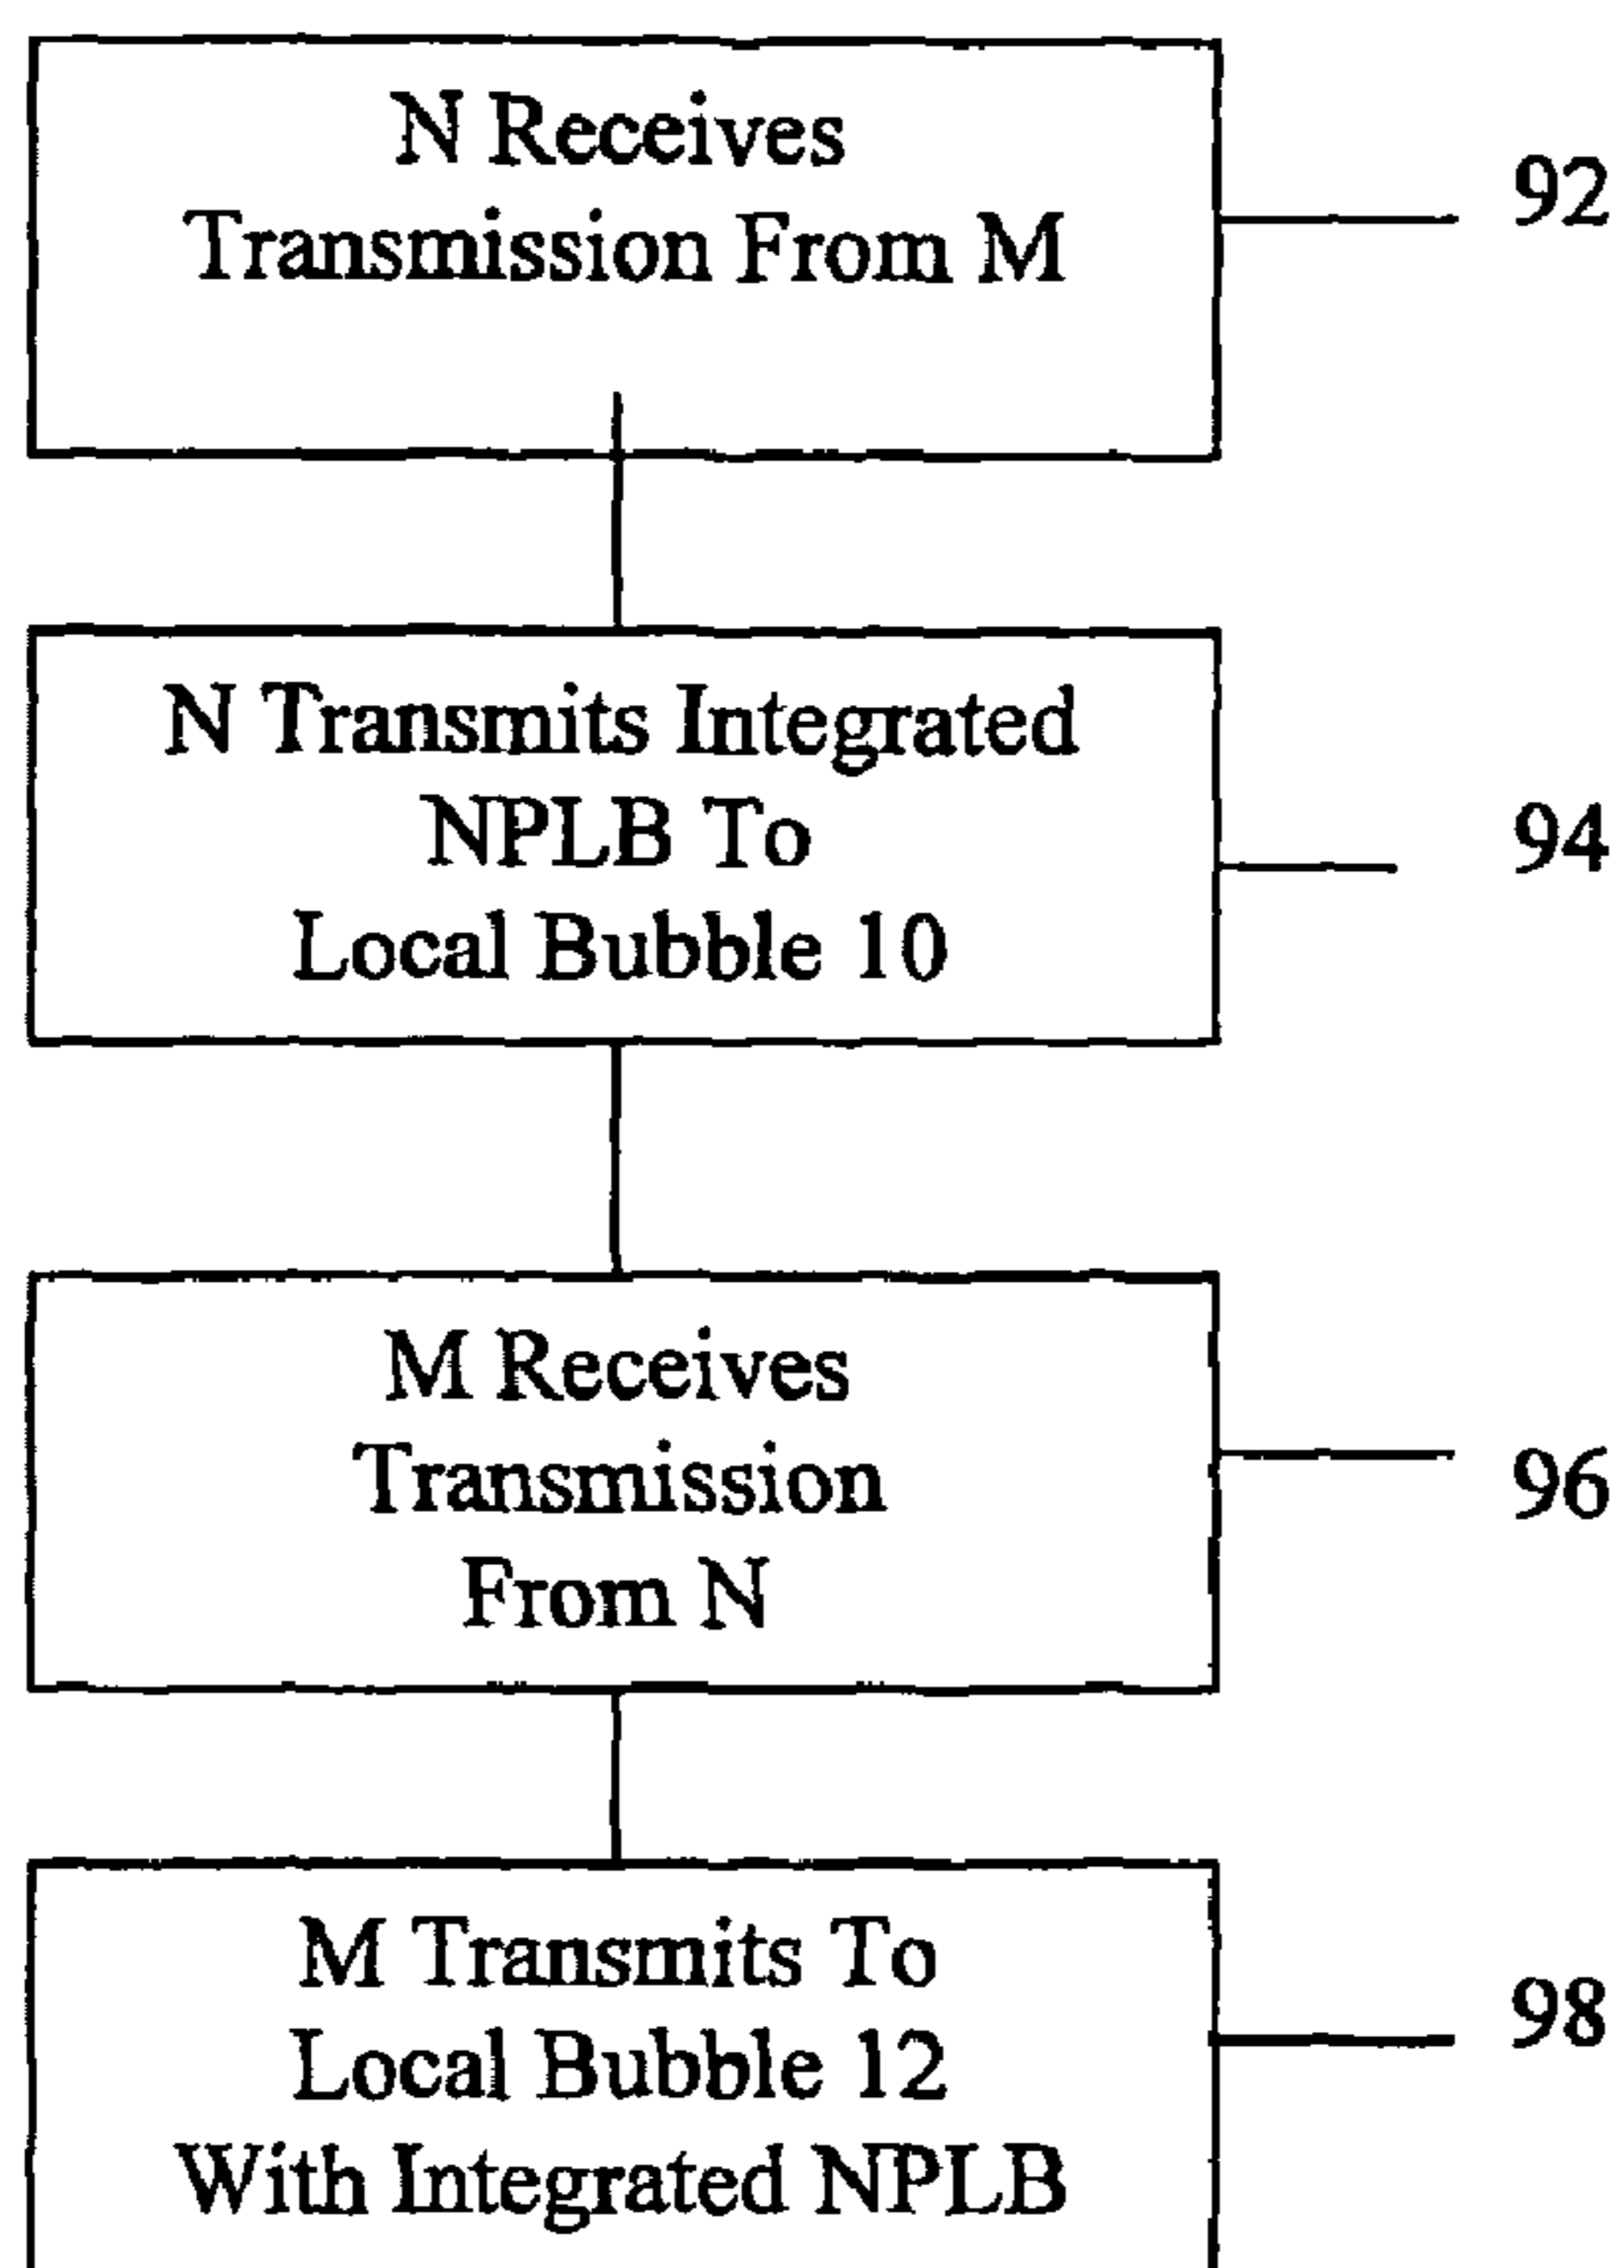 N Receives
Transmission From M
92
N Transmits Integrated
NPLB To
Local Bubble 10
94
M Receives
Transmission
From N
96
M Transmits To
Local Bubble 12
With Integrated NPLB
98